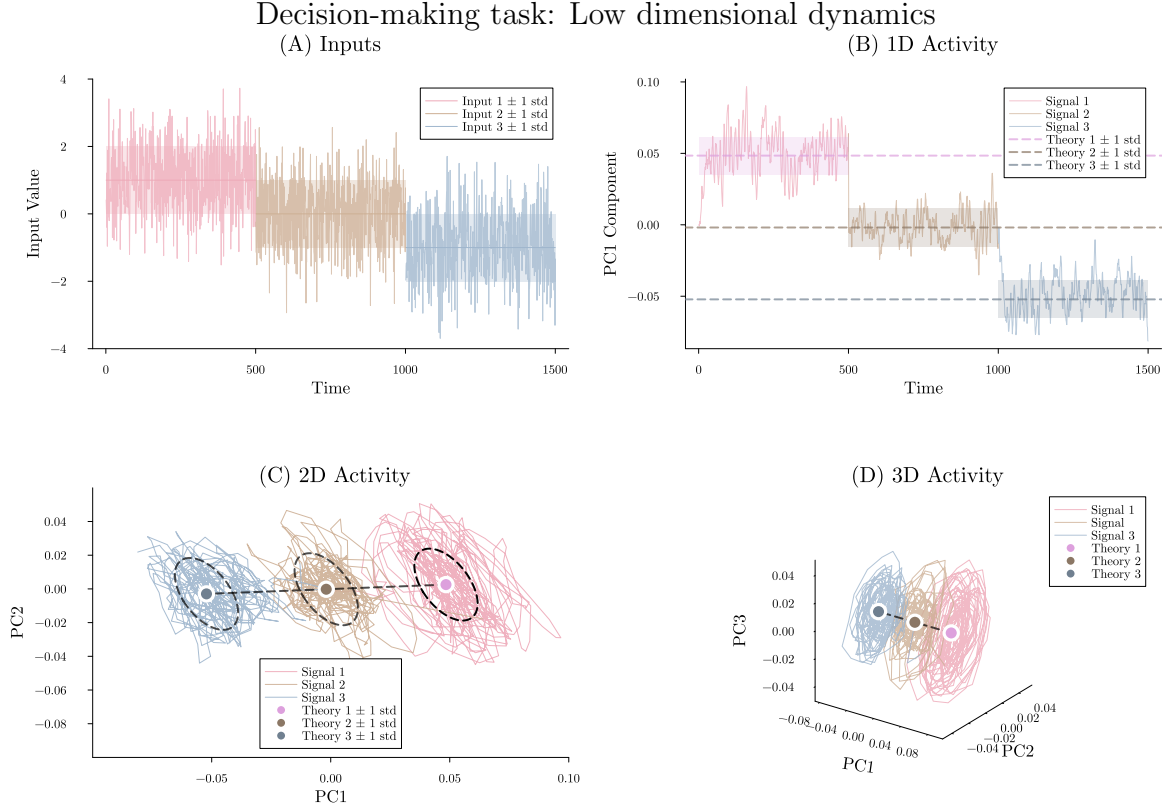 Decision-making task: Low dimensional dynamics
(A) Inputs
4
2
0
−2
−4
Input Value
0
500
1000
1500
Time
Input 1 ± 1 std
Input 2 ± 1 std
Input 3 ± 1 std
(B) 1D Activity
0.10
0.05
0.00
−0.05
PC1 Component
0
500
1000
1500
Time
Signal 1
Signal 2
Signal 3
Theory 1 ± 1 std
Theory 2 ± 1 std
Theory 3 ± 1 std
(C) 2D Activity
0.04
0.02
0.00
−0.02
−0.04
−0.06
−0.08
PC2
−0.05
0.00
0.05
0.10
PC1
Signal 1
Signal 2
Signal 3
Theory 1 ± 1 std
Theory 2 ± 1 std
Theory 3 ± 1 std
(D) 3D Activity
Signal 1
Signal
Signal 3
Theory 1
Theory 2
Theory 3
0.04
0.02
0.00
−0.02
−0.04
PC3
−0.08
−0.04
0.00
0.04
0.08
PC1
−0.04
−0.02
0.00
0.02
0.04
PC2